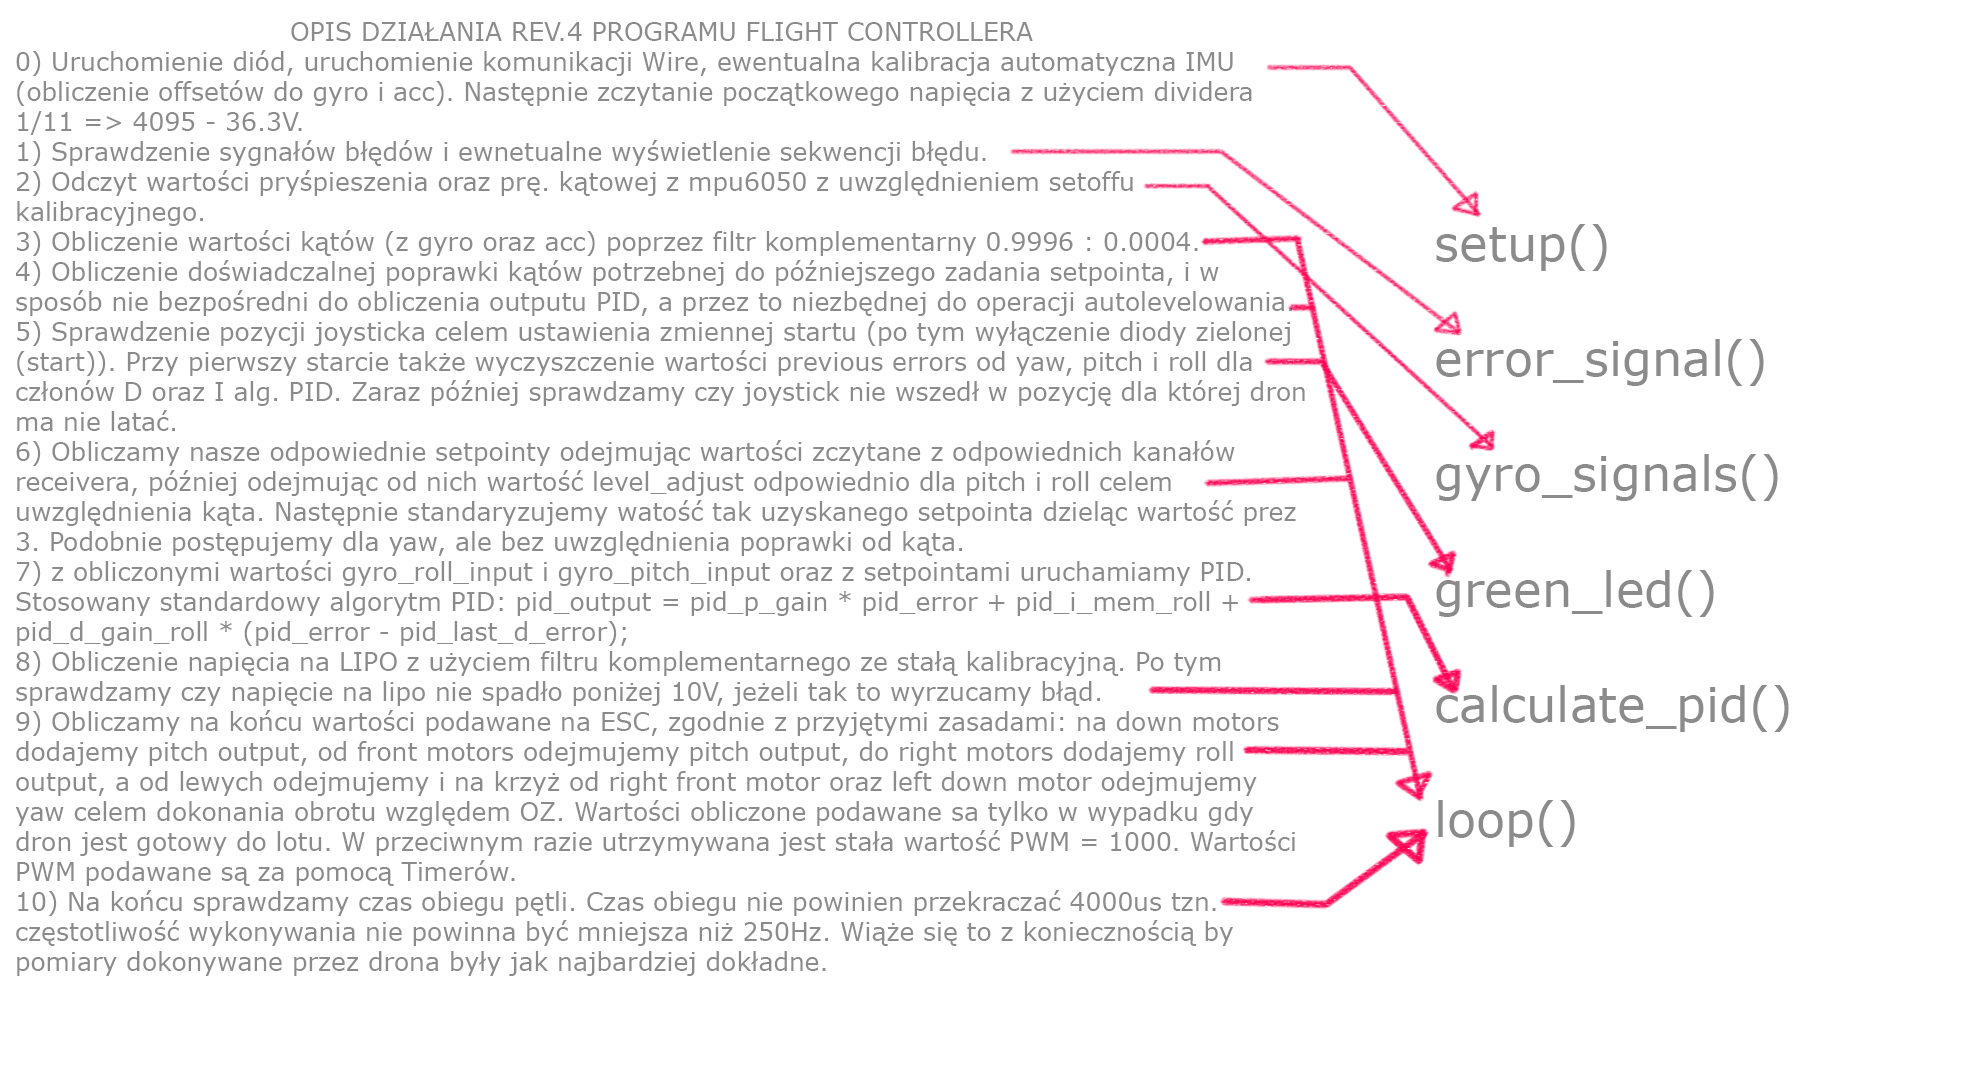 OPIS DZIAŁANIA REV.4 PROGRAMU FLIGHT CONTROLLERA
0) Uruchomienie diód, uruchomienie komunikacji Wire, ewentualna kalibracja automatyczna IMU
(obliczenie offsetów do gyro i acc). Następnie zczytanie początkowego napięcia z użyciem dividera
1/11 => 4095 - 36.3V.
1) Sprawdzenie sygnałów błędów i ewnetualne wyświetlenie sekwencji błędu.
2) Odczyt wartości pryśpieszenia oraz prę. kątowej z mpu6050 z uwzględnieniem setoffu
kalibracyjnego.
3) Obliczenie wartości kątów (z gyro oraz acc) poprzez filtr komplementarny 0.9996 : 0.0004.
4) Obliczenie doświadczalnej poprawki kątów potrzebnej do późniejszego zadania setpointa, i w
sposób nie bezpośredni do obliczenia outputu PID, a przez to niezbędnej do operacji autolevelowania.
5) Sprawdzenie pozycji joysticka celem ustawienia zmiennej startu (po tym wyłączenie diody zielonej
(start)). Przy pierwszy starcie także wyczyszczenie wartości previous errors od yaw, pitch i roll dla
członów D oraz I alg. PID. Zaraz później sprawdzamy czy joystick nie wszedł w pozycję dla której dron
ma nie latać.
6) Obliczamy nasze odpowiednie setpointy odejmując wartości zczytane z odpowiednich kanałów
receivera, później odejmując od nich wartość level_adjust odpowiednio dla pitch i roll celem
uwzględnienia kąta. Następnie standaryzujemy watość tak uzyskanego setpointa dzieląc wartość prez
3. Podobnie postępujemy dla yaw, ale bez uwzględnienia poprawki od kąta.
7) z obliczonymi wartości gyro_roll_input i gyro_pitch_input oraz z setpointami uruchamiamy PID.
Stosowany standardowy algorytm PID: pid_output = pid_p_gain * pid_error + pid_i_mem_roll +
pid_d_gain_roll * (pid_error - pid_last_d_error);
8) Obliczenie napięcia na LIPO z użyciem filtru komplementarnego ze stałą kalibracyjną. Po tym
sprawdzamy czy napięcie na lipo nie spadło poniżej 10V, jeżeli tak to wyrzucamy błąd.
9) Obliczamy na końcu wartości podawane na ESC, zgodnie z przyjętymi zasadami: na down motors
dodajemy pitch output, od front motors odejmujemy pitch output, do right motors dodajemy roll
output, a od lewych odejmujemy i na krzyż od right front motor oraz left down motor odejmujemy
yaw celem dokonania obrotu względem OZ. Wartości obliczone podawane sa tylko w wypadku gdy
dron jest gotowy do lotu. W przeciwnym razie utrzymywana jest stała wartość PWM = 1000. Wartości
PWM podawane są za pomocą Timerów.
10) Na końcu sprawdzamy czas obiegu pętli. Czas obiegu nie powinien przekraczać 4000us tzn.
częstotliwość wykonywania nie powinna być mniejsza niż 250Hz. Wiąże się to z koniecznością by
pomiary dokonywane przez drona były jak najbardziej dokładne.
setup()
error_signal()
gyro_signals()
green_led()
calculate_pid()
loop()